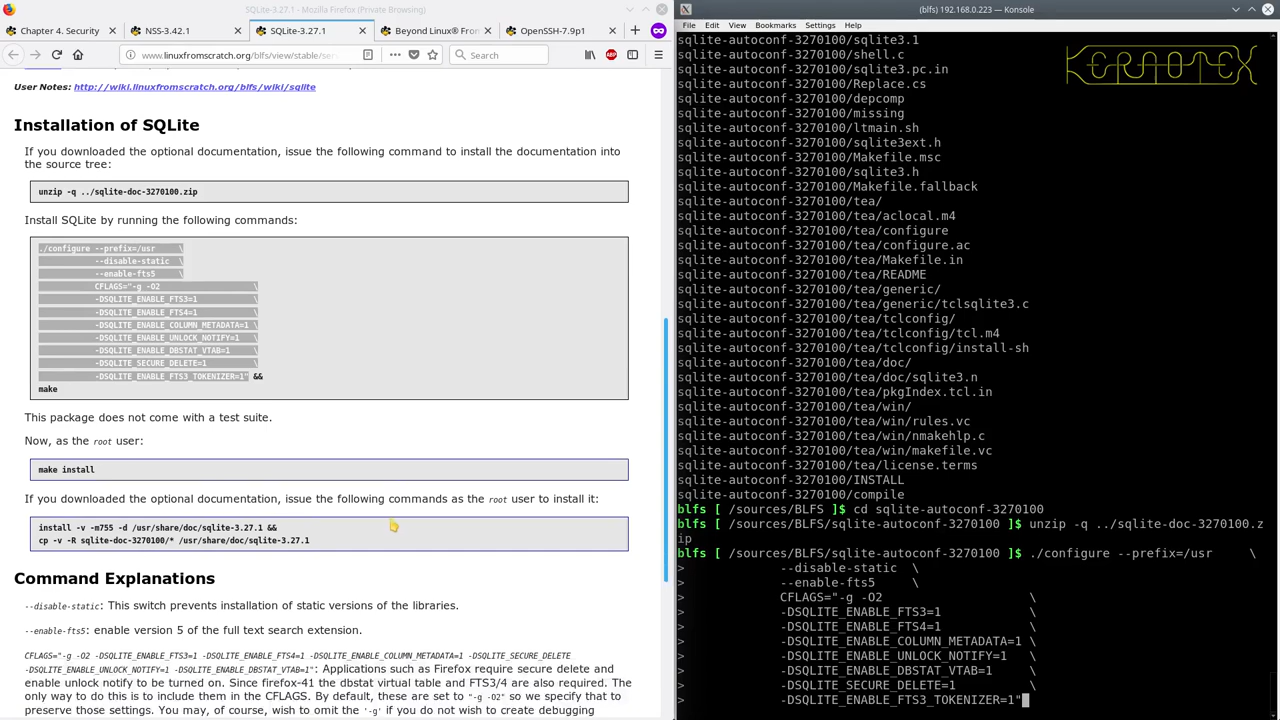 SQLite-3.27.1 - Mozilla Firefox (Private Browsing)
Chapter 4. Security
NSS-3.42.1
SQLite-3.27.1
Beyond Linux® Fro
OpenSSH-7.9p1
www.linuxfromscratch.org/blfs/view/stable/ser
Search
User Notes: http://wiki.linuxfromscratch.org/blfs/wiki/sqlite
Installation of SQLite
If you downloaded the optional documentation, issue the following command to install the documentation into
the source tree:
unzip -q ../sqlite-doc-3270100.zip
Install SQLite by running the following commands:
./configure --prefix=/usr \
--disable-static \
--enable-fts5 \
CFLAGS="-g -O2 \
-DSQLITE_ENABLE_FTS3=1 \
-DSQLITE_ENABLE_FTS4=1 \
-DSQLITE_ENABLE_COLUMN_METADATA=1 \
-DSQLITE_ENABLE_UNLOCK_NOTIFY=1 \
-DSQLITE_ENABLE_DBSTAT_VTAB=1 \
-DSQLITE_SECURE_DELETE=1 \
-DSQLITE_ENABLE_FTS3_TOKENIZER=1" &&
make
This package does not come with a test suite.
Now, as the root user:
make install
If you downloaded the optional documentation, issue the following commands as the root user to install it:
install -v -m755 -d /usr/share/doc/sqlite-3.27.1 &&
cp -v -R sqlite-doc-3270100/* /usr/share/doc/sqlite-3.27.1
Command Explanations
--disable-static: This switch prevents installation of static versions of the libraries.
--enable-fts5: enable version 5 of the full text search extension.
CFLAGS="-g -O2 -DSQLITE_ENABLE_FTS3=1 -DSQLITE_ENABLE_FTS4=1 -DSQLITE_ENABLE_COLUMN_METADATA=1 -DSQLITE_SECURE_DELETE
-DSQLITE_ENABLE_UNLOCK_NOTIFY=1 -DSQLITE_ENABLE_DBSTAT_VTAB=1": Applications such as Firefox require secure delete and
enable unlock notify to be turned on. Since firefox-41 the dbstat virtual table and FTS3/4 are also required. The
only way to do this is to include them in the CFLAGS. By default, these are set to "-g -O2" so we specify that to
preserve those settings. You may, of course, wish to omit the '-g' if you do not wish to create debugging
(blfs) 192.168.0.223 — Konsole
File Edit View Bookmarks Settings Help
KERNOTEX
sqlite-autoconf-3270100/sqlite3.1
sqlite-autoconf-3270100/shell.c
sqlite-autoconf-3270100/sqlite3.pc.in
sqlite-autoconf-3270100/Replace.cs
sqlite-autoconf-3270100/depcomp
sqlite-autoconf-3270100/missing
sqlite-autoconf-3270100/ltmain.sh
sqlite-autoconf-3270100/sqlite3ext.h
sqlite-autoconf-3270100/Makefile.msc
sqlite-autoconf-3270100/sqlite3.h
sqlite-autoconf-3270100/Makefile.fallback
sqlite-autoconf-3270100/tea/
sqlite-autoconf-3270100/tea/aclocal.m4
sqlite-autoconf-3270100/tea/configure
sqlite-autoconf-3270100/tea/configure.ac
sqlite-autoconf-3270100/tea/Makefile.in
sqlite-autoconf-3270100/tea/README
sqlite-autoconf-3270100/tea/generic/
sqlite-autoconf-3270100/tea/generic/tclsqlite3.c
sqlite-autoconf-3270100/tea/tclconfig/
sqlite-autoconf-3270100/tea/tclconfig/tcl.m4
sqlite-autoconf-3270100/tea/tclconfig/install-sh
sqlite-autoconf-3270100/tea/doc/
sqlite-autoconf-3270100/tea/doc/sqlite3.n
sqlite-autoconf-3270100/tea/pkgIndex.tcl.in
sqlite-autoconf-3270100/tea/win/
sqlite-autoconf-3270100/tea/win/rules.vc
sqlite-autoconf-3270100/tea/win/nmakehlp.c
sqlite-autoconf-3270100/tea/win/makefile.vc
sqlite-autoconf-3270100/tea/license.terms
sqlite-autoconf-3270100/INSTALL
sqlite-autoconf-3270100/compile
blfs [ /sources/BLFS ]$ cd sqlite-autoconf-3270100
blfs [ /sources/BLFS/sqlite-autoconf-3270100 ]$ unzip -q ../sqlite-doc-3270100.z
ip
blfs [ /sources/BLFS/sqlite-autoconf-3270100 ]$ ./configure --prefix=/usr \
> --disable-static \
> --enable-fts5 \
> CFLAGS="-g -O2 \
> -DSQLITE_ENABLE_FTS3=1 \
> -DSQLITE_ENABLE_FTS4=1 \
> -DSQLITE_ENABLE_COLUMN_METADATA=1 \
> -DSQLITE_ENABLE_UNLOCK_NOTIFY=1 \
> -DSQLITE_ENABLE_DBSTAT_VTAB=1 \
> -DSQLITE_SECURE_DELETE=1 \
> -DSQLITE_ENABLE_FTS3_TOKENIZER=1"